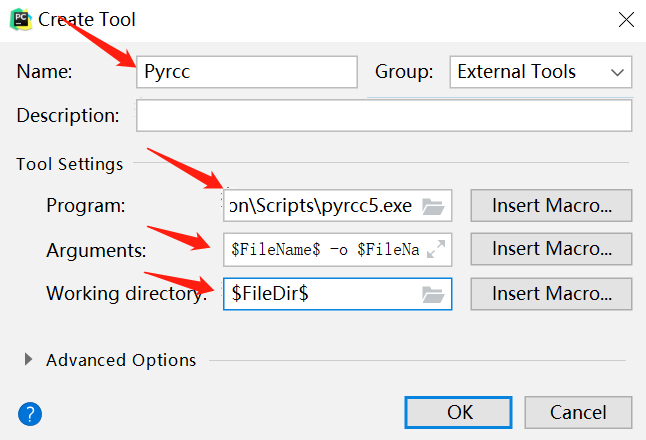 PC Create Tool
Name: Pyrcc Group: External Tools
Description:
Tool Settings
Program: on\Scripts\pyrcc5.exe Insert Macro...
Arguments: $FileName$ -o $FileNa Insert Macro...
Working directory: $FileDir$ Insert Macro...
Advanced Options
? OK Cancel